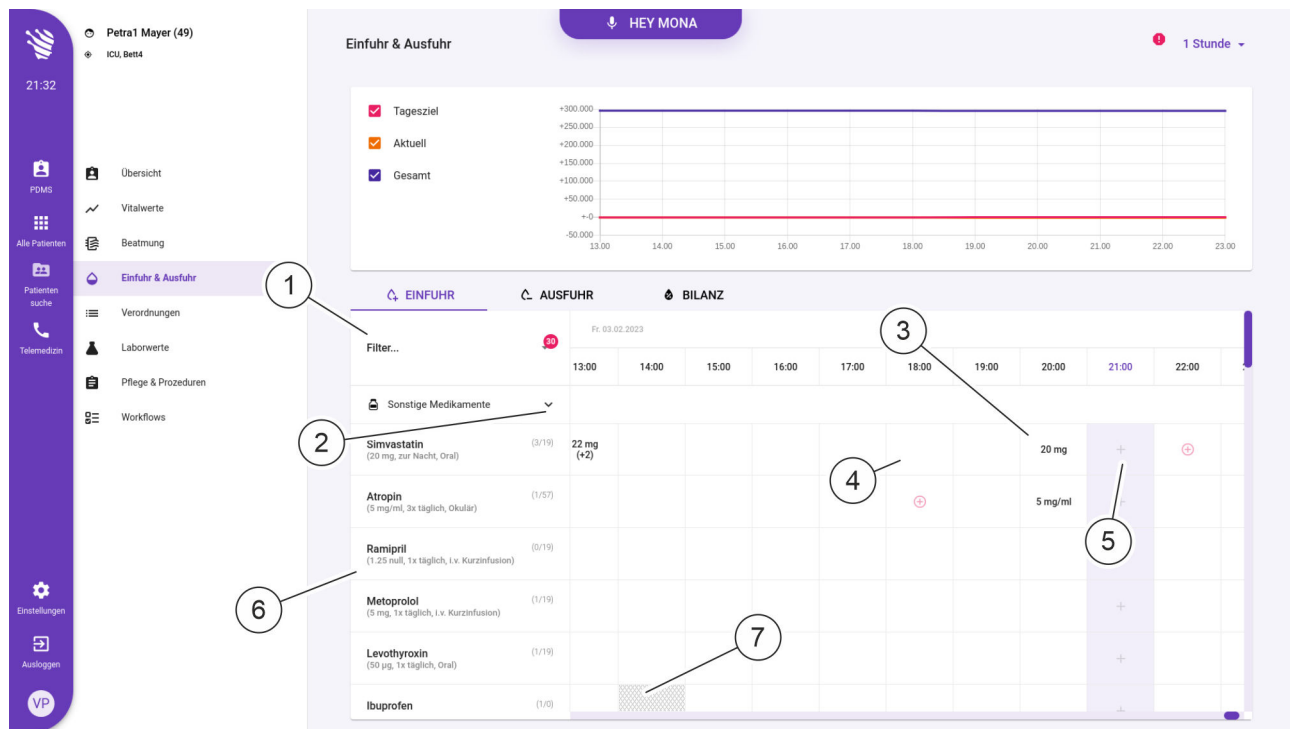 HEY MONA
Petra1 Mayer (49)
ICU, Bett4
21:32
Einfuhr & Ausfuhr
1 Stunde
PDMS
Alle Patienten
Patienten
suche
Telemedizin
Einstellungen
Ausloggen
VP
Übersicht
Vitalwerte
Beatmung
Einfuhr & Ausfuhr
Verordnungen
Laborwerte
Pflege & Prozeduren
Workflows
Tagesziel
Aktuell
Gesamt
+300.000
+250.000
+200.000
+150.000
+100.000
+50.000
+-0
-50.000
13:00 14:00 15:00 16:00 17:00 18:00 19:00 20:00 21:00 22:00 23:00
EINFUHR AUSFUHR BILANZ
1
Filter...
30
Fr. 03.02.2023
3
13:00 14:00 15:00 16:00 17:00 18:00 19:00 20:00 21:00 22:00
Sonstige Medikamente
2
Simvastatin (3/19) 22 mg 20 mg
(20 mg, zur Nacht, Oral) (+2)
4
Atropin (1/57) 5 mg/ml
(5 mg/ml, 3x täglich, Okulär)
5
Ramipril (0/19)
(1.25 null, 1x täglich, i.v. Kurzinfusion)
6
Metoprolol (1/19)
(5 mg, 1x täglich, i.v. Kurzinfusion)
7
Levothyroxin (1/19)
(50 µg, 1x täglich, Oral)
Ibuprofen (1/0)